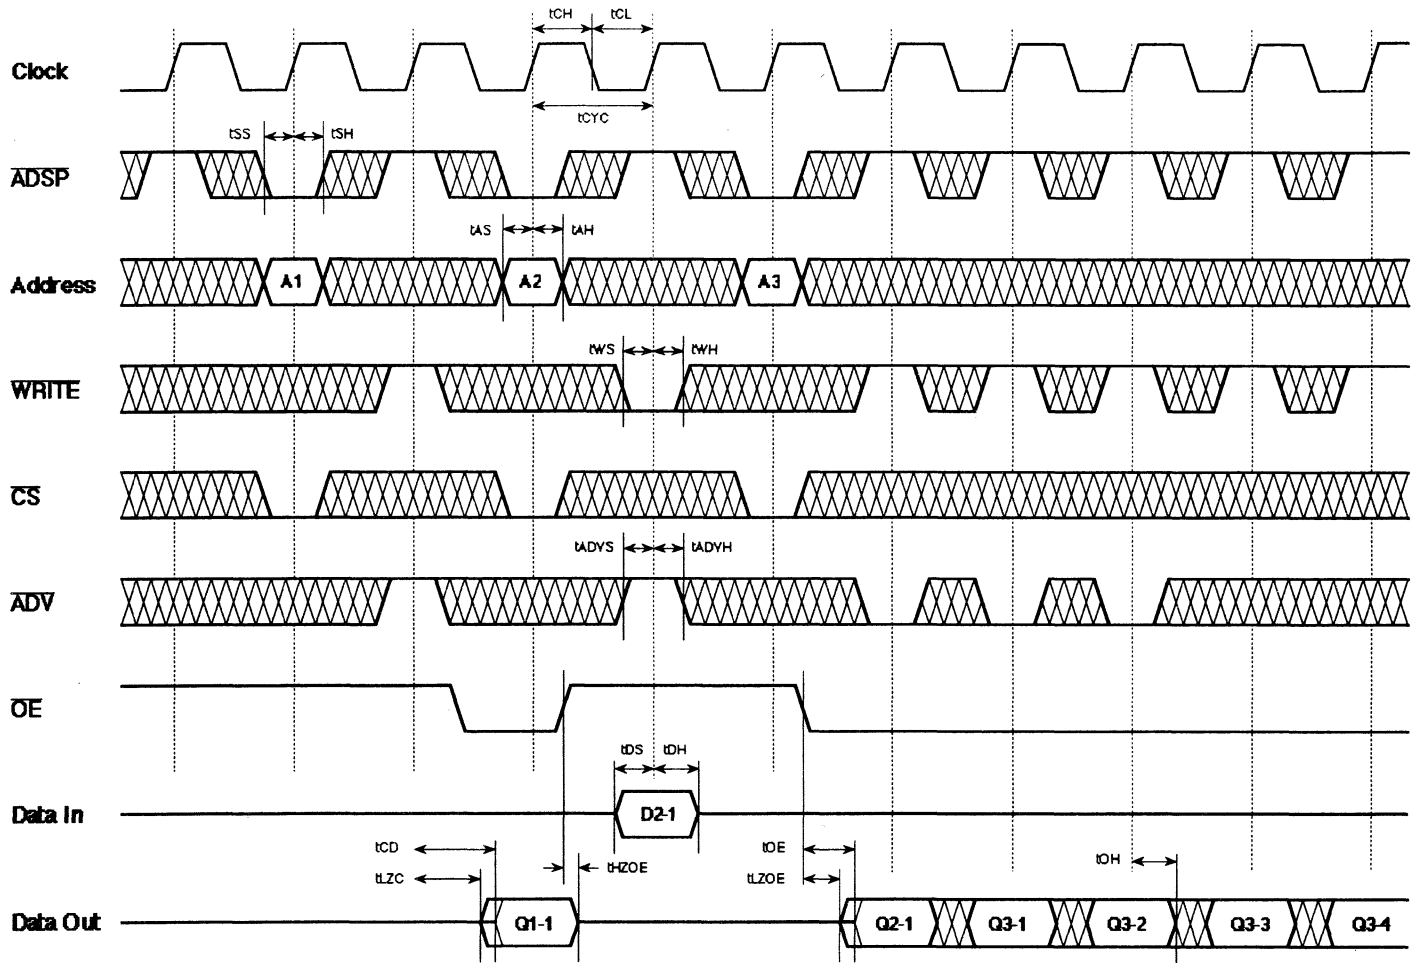 tCH tCL
Clock
tCYC
tSS tSH
ADSP
tAS tAH
Address A1 A2 A3
tWS tWH
WRITE
CS
tADVS tADVH
ADV
OE
tDS tDH
Data In D2-1
tCD tHZOE tOE tOH
tLZC tLZOE
Data Out Q1-1 Q2-1 Q3-1 Q3-2 Q3-3 Q3-4